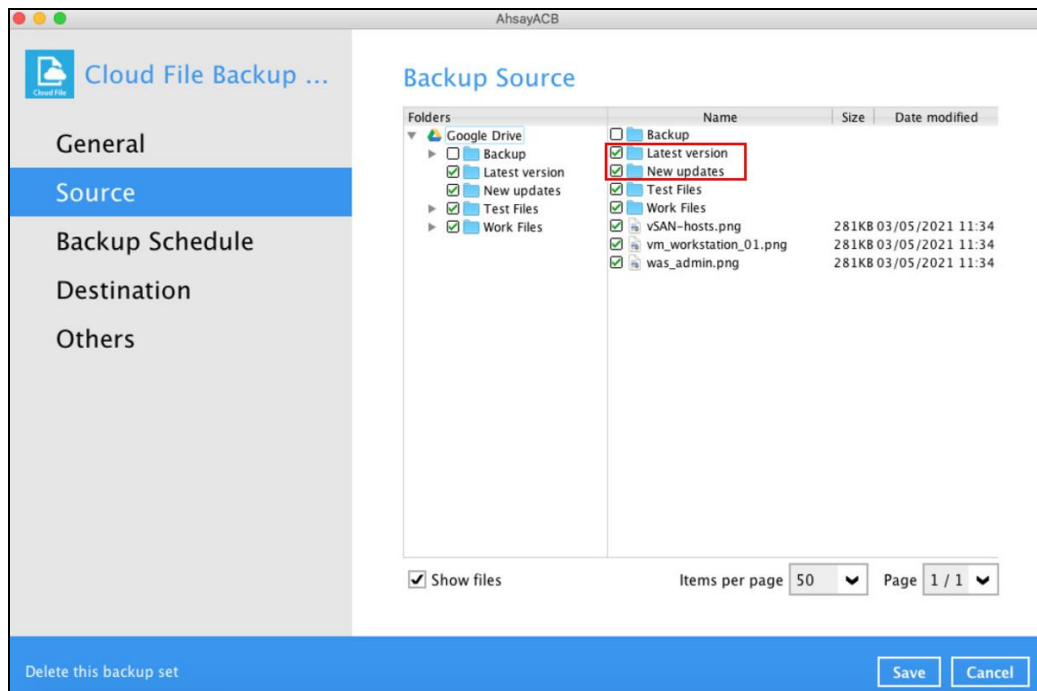 AhsayACB
Cloud File
Cloud File Backup ...
General
Source
Backup Schedule
Destination
Others
Backup Source
Folders
Google Drive
Backup
Latest version
New updates
Test Files
Work Files
Name Size Date modified
Backup
Latest version
New updates
Test Files
Work Files
vSAN-hosts.png 281KB 03/05/2021 11:34
vm_workstation_01.png 281KB 03/05/2021 11:34
was_admin.png 281KB 03/05/2021 11:34
Show files
Items per page 50
Page 1 / 1
Delete this backup set
Save
Cancel